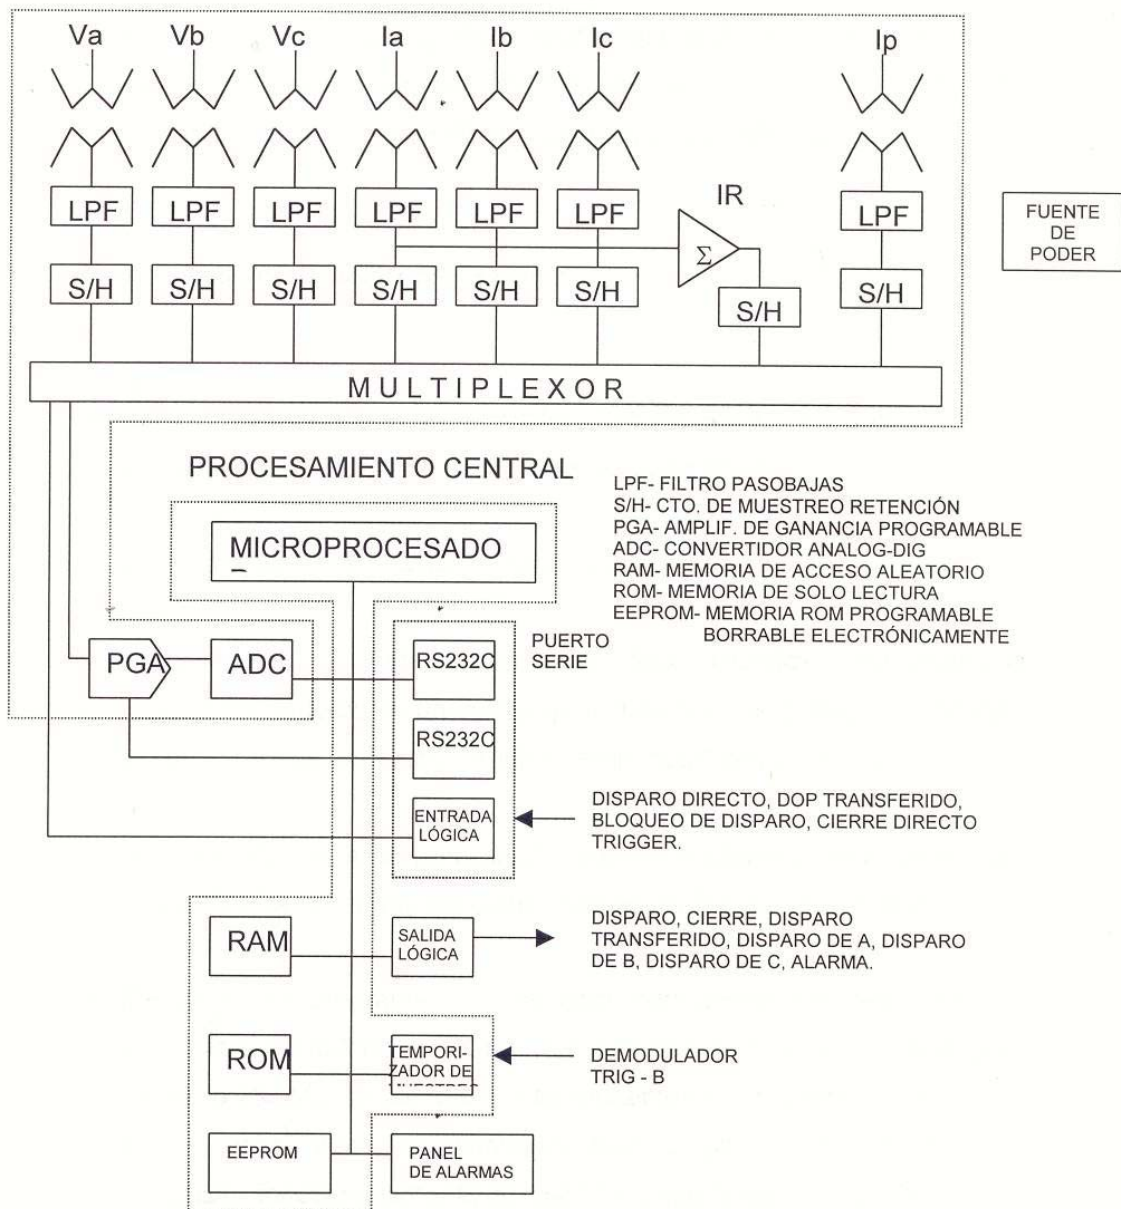 Va Vb Vc Ia Ib Ic Ip
LPF LPF LPF LPF LPF LPF LPF
IR
Σ
S/H S/H S/H S/H S/H S/H S/H S/H
FUENTE
DE
PODER
MULTIPLEXOR
PROCESAMIENTO CENTRAL
LPF- FILTRO PASOBAJAS
S/H- CTO. DE MUESTREO RETENCIÓN
PGA- AMPLIF. DE GANANCIA PROGRAMABLE
ADC- CONVERTIDOR ANALOG-DIG
RAM- MEMORIA DE ACCESO ALEATORIO
ROM- MEMORIA DE SOLO LECTURA
EEPROM- MEMORIA ROM PROGRAMABLE
BORRABLE ELECTRÓNICAMENTE
MICROPROCESADO
PUERTO
SERIE
PGA ADC RS232C
RS232C
ENTRADA
LÓGICA
DISPARO DIRECTO, DOP TRANSFERIDO,
BLOQUEO DE DISPARO, CIERRE DIRECTO
TRIGGER.
RAM
SALIDA
LÓGICA
DISPARO, CIERRE, DISPARO
TRANSFERIDO, DISPARO DE A, DISPARO
DE B, DISPARO DE C, ALARMA.
ROM
TEMPORI-
ZADOR DE
DEMODULADOR
TRIG - B
EEPROM
PANEL
DE ALARMAS